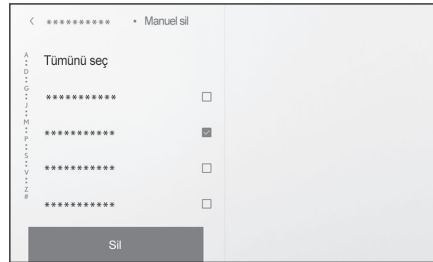 < ********** • Manuel sil
A
:
D
:
G
:
J
:
M
:
P
:
S
:
V
:
Z
#
Tümünü seç
***********
***********
***********
***********
Sil